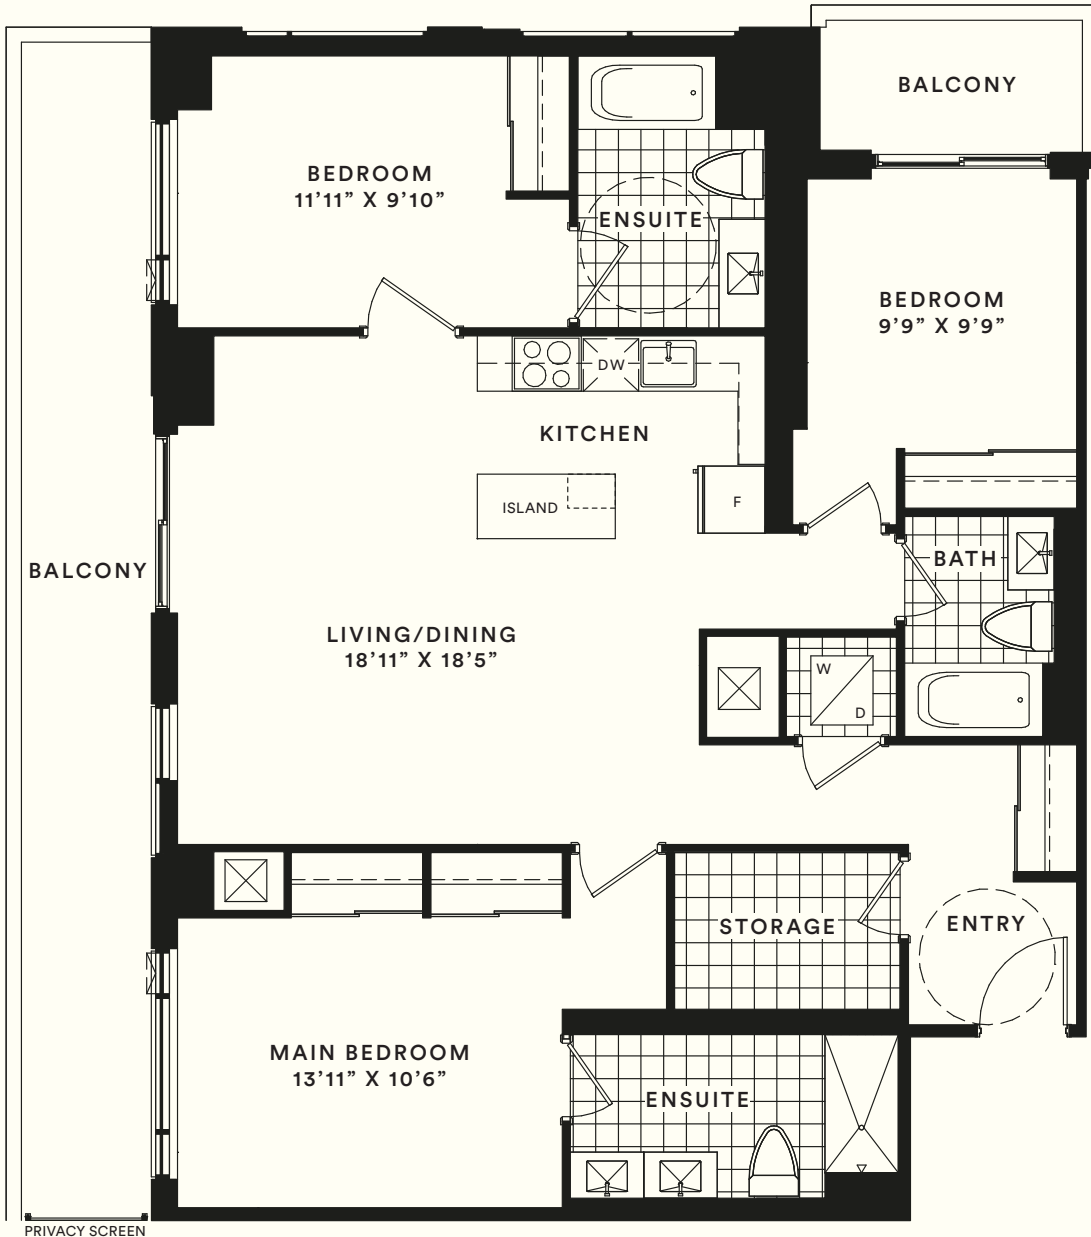 BALCONY
BEDROOM
11’11” X 9’10”
ENSUITE
BEDROOM
9’9” X 9’9”
DW
KITCHEN
ISLAND
F
BALCONY
BATH
LIVING/DINING
18’11” X 18’5”
W
D
STORAGE
ENTRY
MAIN BEDROOM
13’11” X 10’6”
ENSUITE
PRIVACY SCREEN